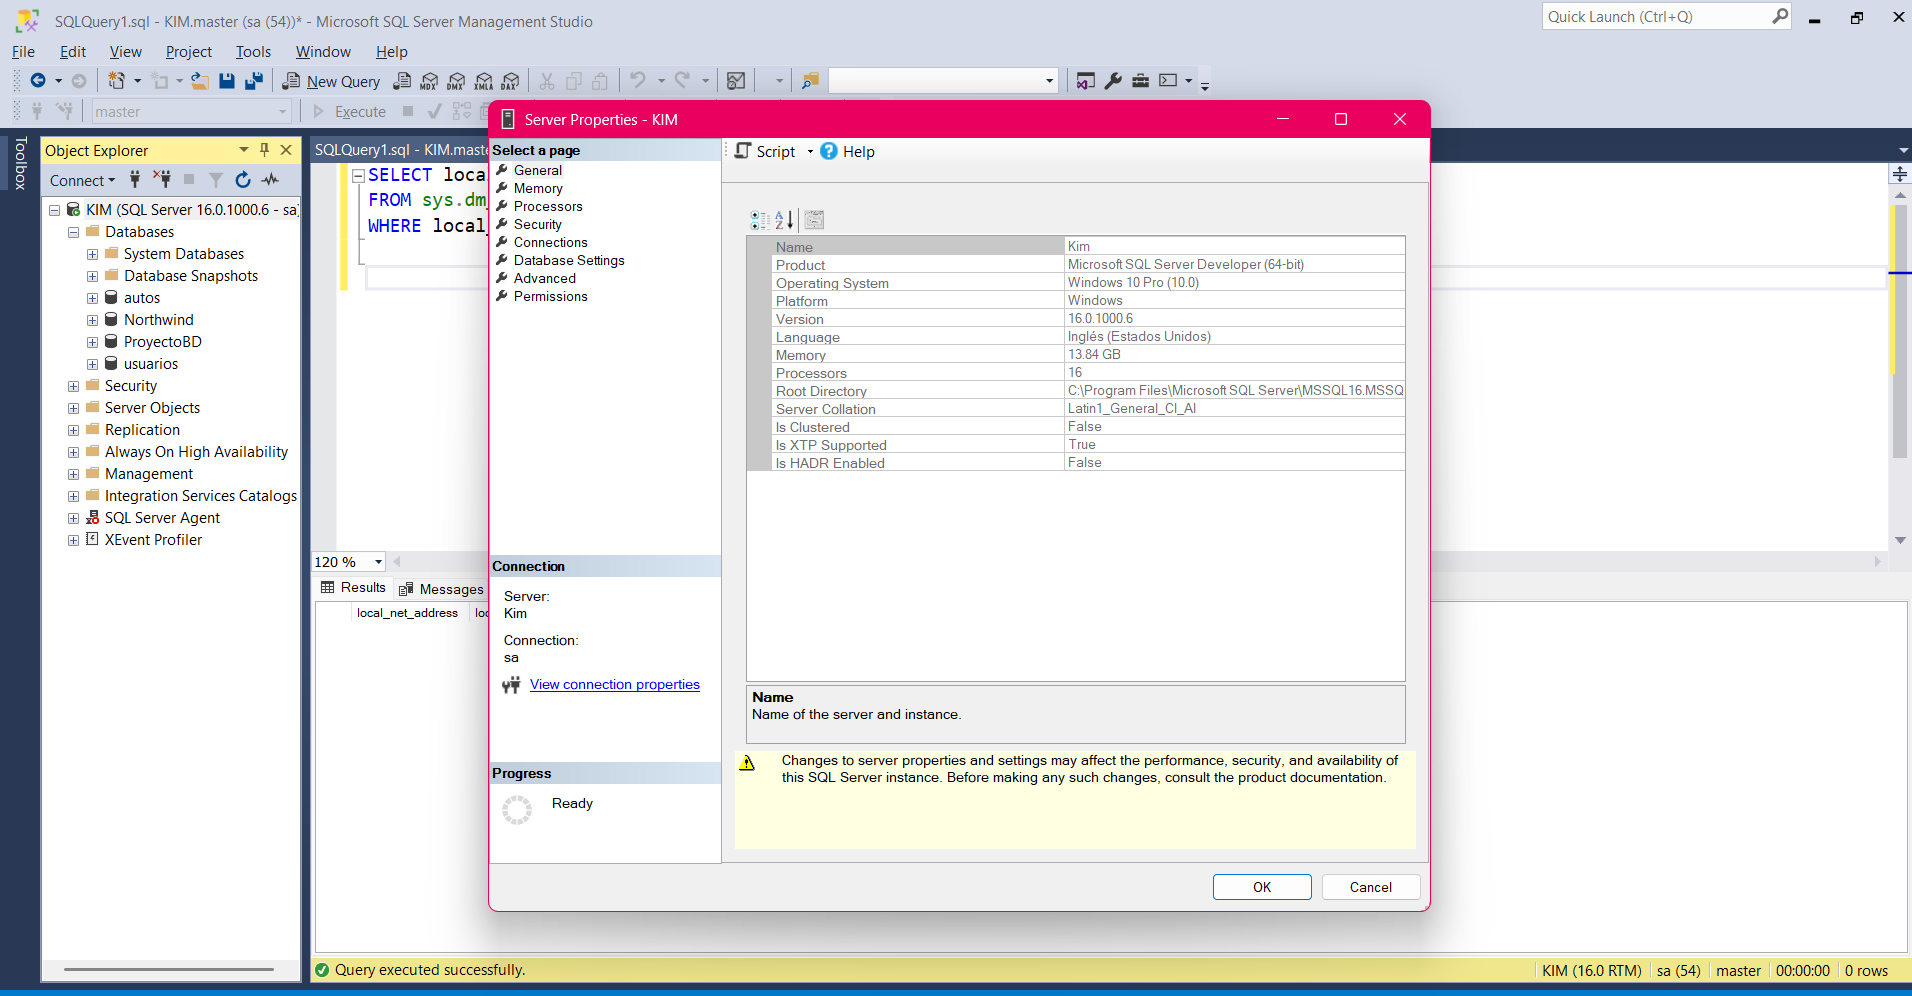 SQLQuery1.sql - KIM.master (sa (54))* - Microsoft SQL Server Management Studio
Quick Launch (Ctrl+Q)
File Edit View Project Tools Window Help
New Query MDX DMX XMLA DAX
master Execute
Toolbox
Object Explorer
Connect
KIM (SQL Server 16.0.1000.6 - sa)
Databases
System Databases
Database Snapshots
autos
Northwind
ProyectoBD
usuarios
Security
Server Objects
Replication
Always On High Availability
Management
Integration Services Catalogs
SQL Server Agent
XEvent Profiler
SQLQuery1.sql - KIM.maste
SELECT loca
FROM sys.dm
WHERE local_
120 %
Results Messages
local_net_address loc
Server Properties - KIM
Select a page
General
Memory
Processors
Security
Connections
Database Settings
Advanced
Permissions
Connection
Server:
Kim
Connection:
sa
View connection properties
Progress
Ready
Script Help
Name Kim
Product Microsoft SQL Server Developer (64-bit)
Operating System Windows 10 Pro (10.0)
Platform Windows
Version 16.0.1000.6
Language Inglés (Estados Unidos)
Memory 13.84 GB
Processors 16
Root Directory C:\Program Files\Microsoft SQL Server\MSSQL16.MSSQ
Server Collation Latin1_General_CI_AI
Is Clustered False
Is XTP Supported True
Is HADR Enabled False
Name
Name of the server and instance.
Changes to server properties and settings may affect the performance, security, and availability of
this SQL Server instance. Before making any such changes, consult the product documentation.
OK Cancel
Query executed successfully.
KIM (16.0 RTM) sa (54) master 00:00:00 0 rows